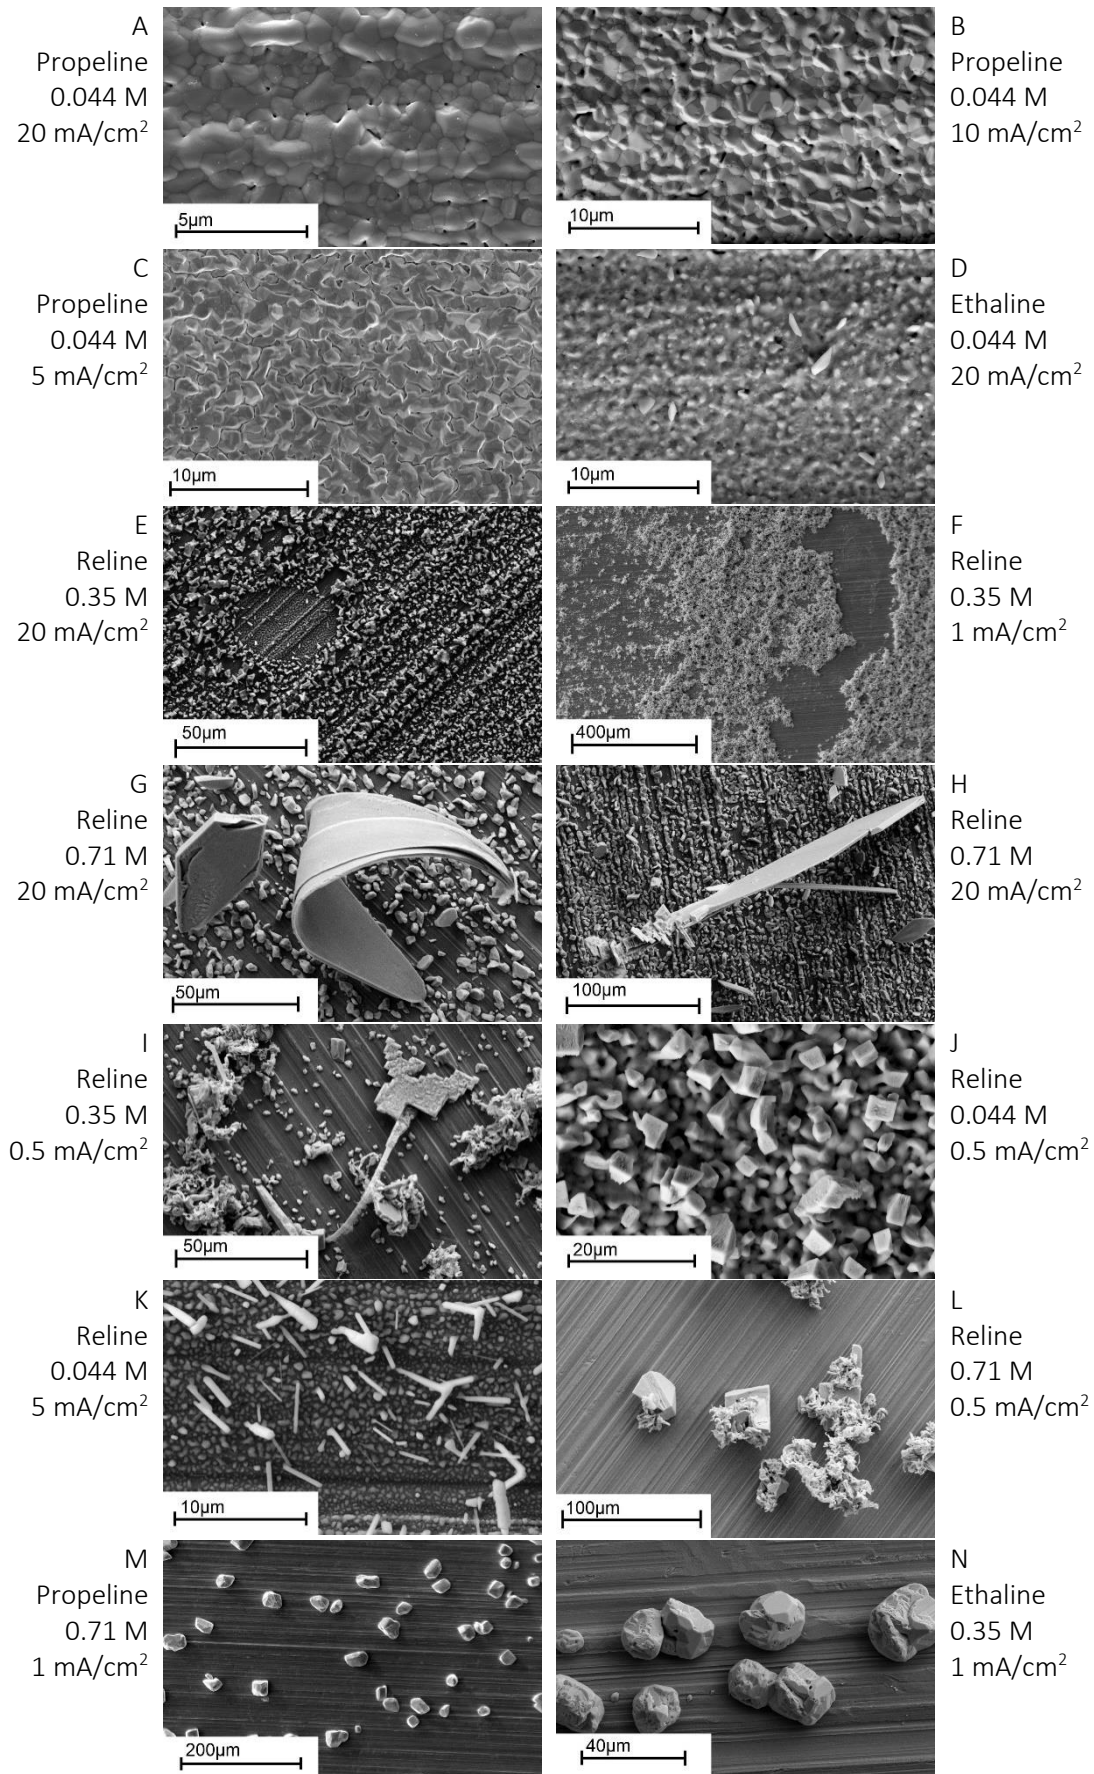 A
Propeline
0.044 M
20 mA/cm²
5µm
B
Propeline
0.044 M
10 mA/cm²
10µm
C
Propeline
0.044 M
5 mA/cm²
10µm
D
Ethaline
0.044 M
20 mA/cm²
10µm
E
Reline
0.35 M
20 mA/cm²
50µm
F
Reline
0.35 M
1 mA/cm²
400µm
G
Reline
0.71 M
20 mA/cm²
50µm
H
Reline
0.71 M
20 mA/cm²
100µm
I
Reline
0.35 M
0.5 mA/cm²
50µm
J
Reline
0.044 M
0.5 mA/cm²
20µm
K
Reline
0.044 M
5 mA/cm²
10µm
L
Reline
0.71 M
0.5 mA/cm²
100µm
M
Propeline
0.71 M
1 mA/cm²
200µm
N
Ethaline
0.35 M
1 mA/cm²
40µm